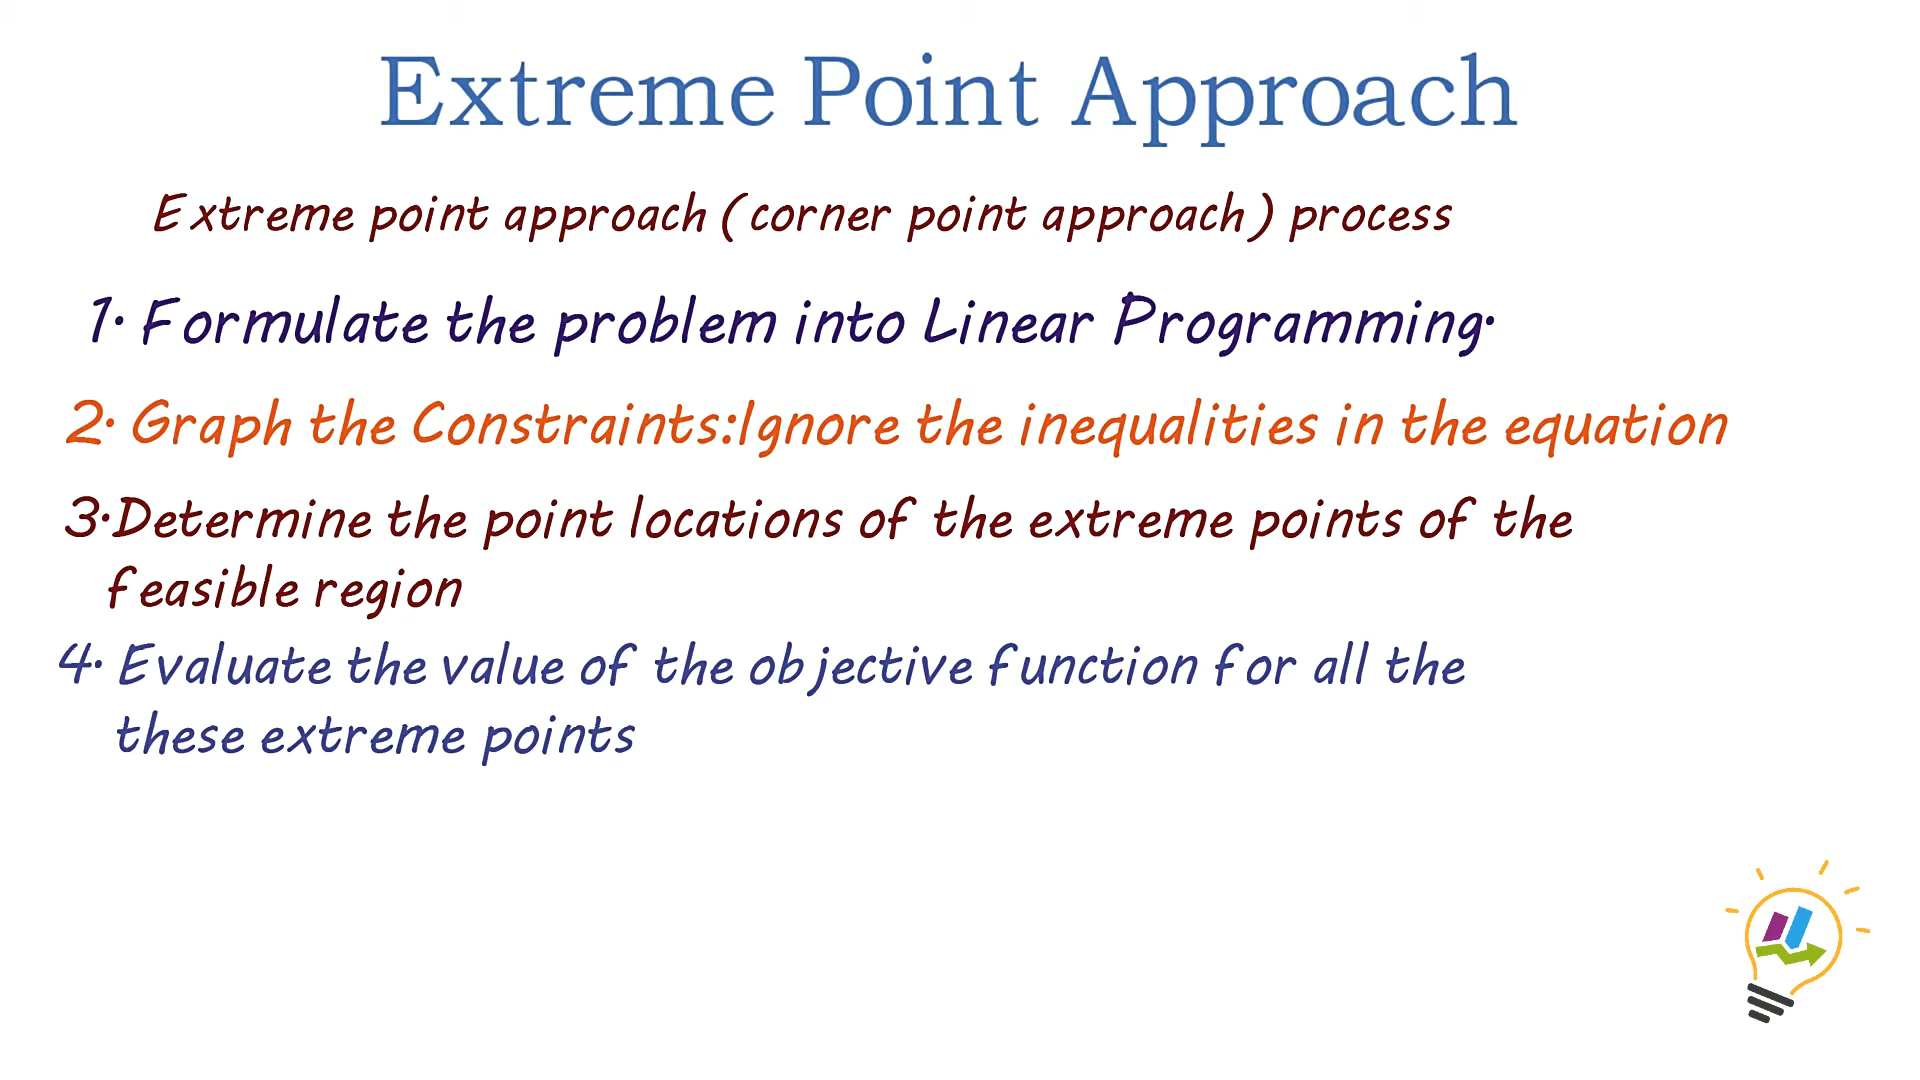 Extreme Point Approach
Extreme point approach (corner point approach) process
1. Formulate the problem into Linear Programming.
2. Graph the Constraints:Ignore the inequalities in the equation
3.Determine the point locations of the extreme points of the
feasible region
4. Evaluate the value of the objective function for all the
these extreme points